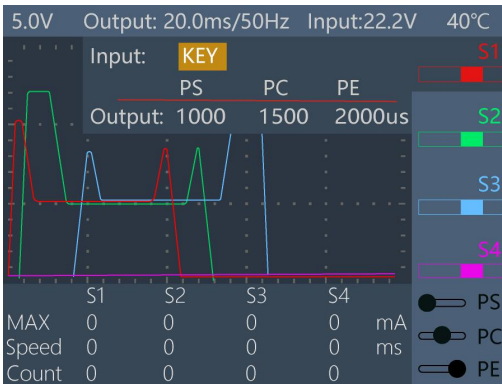 5.0V Output: 20.0ms/50Hz Input:22.2V 40°C
Input: KEY
PS PC PE
Output: 1000 1500 2000us
S1
S2
S3
S4
S1 S2 S3 S4
MAX 0 0 0 0 mA
Speed 0 0 0 0 ms
Count 0 0 0 0
PS
PC
PE